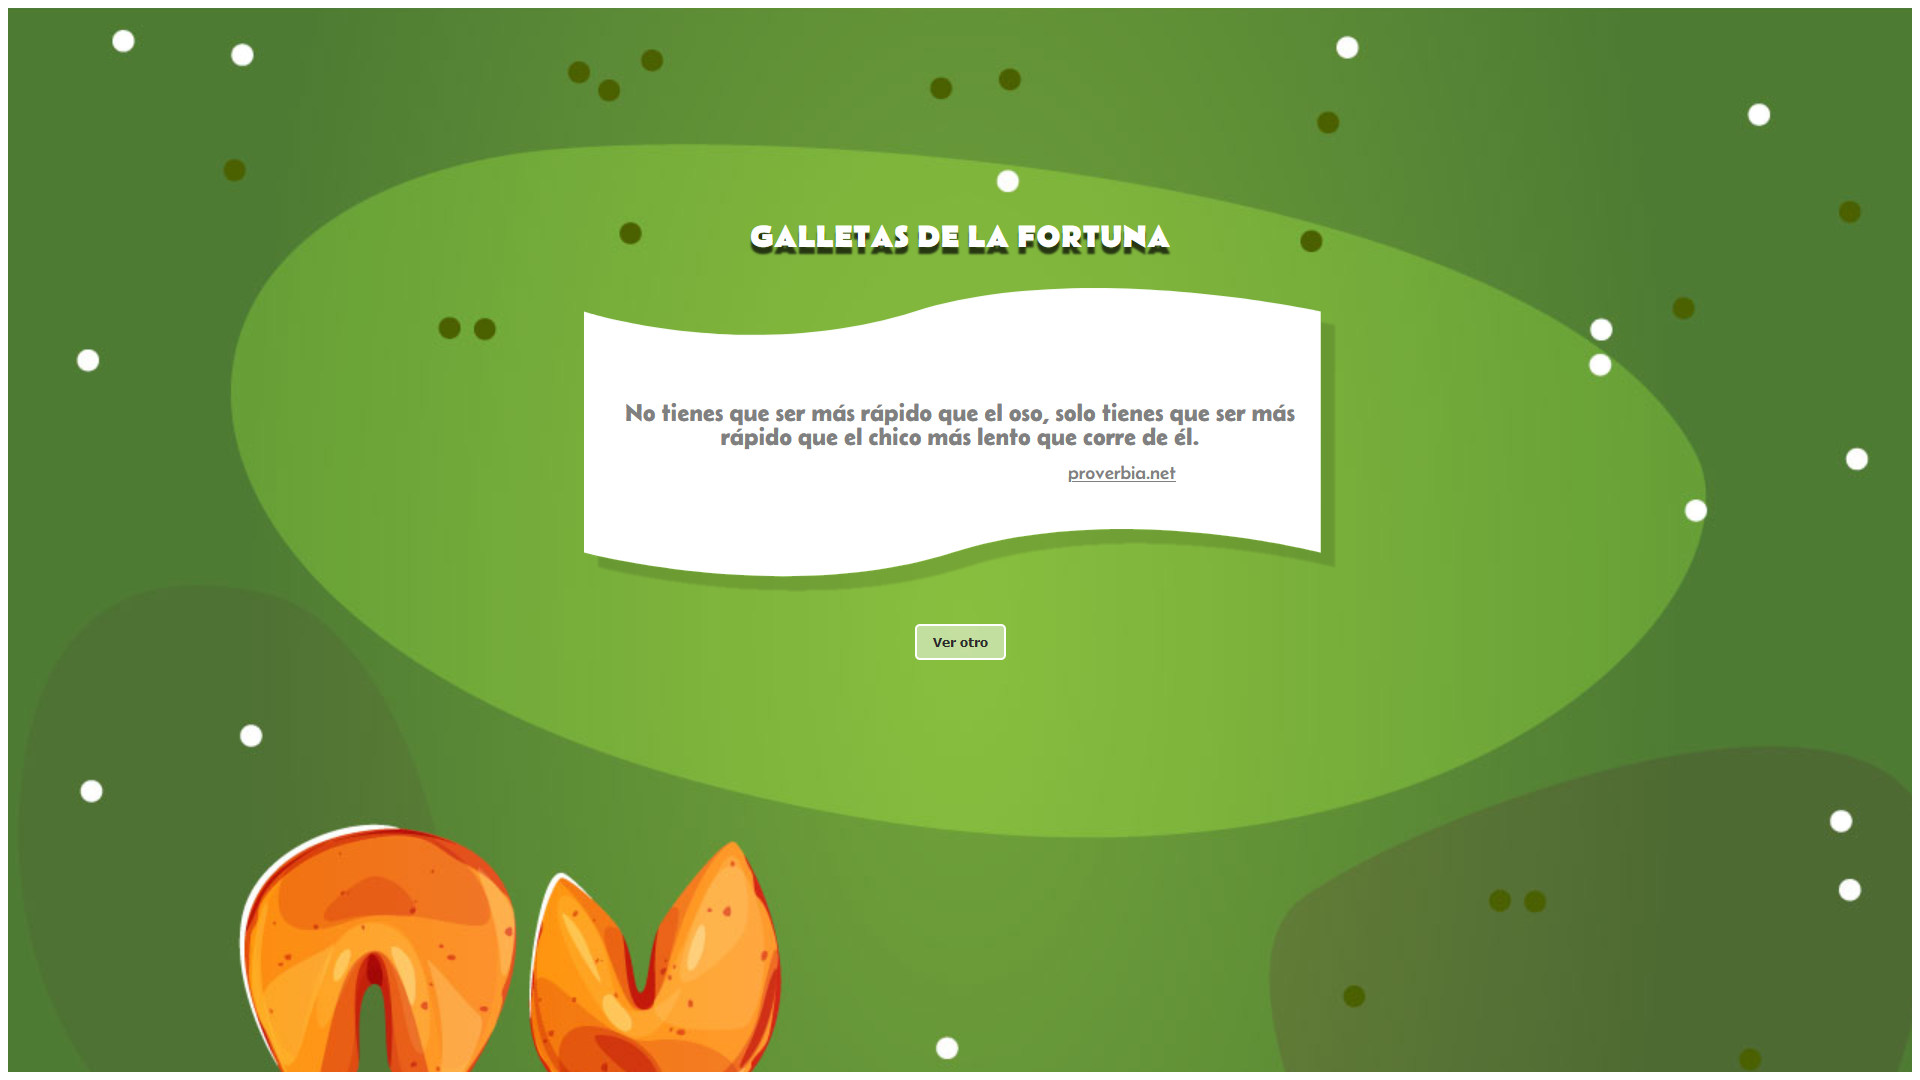 GALLETAS DE LA FORTUNA
No tienes que ser más rápido que el oso, solo tienes que ser más
rápido que el chico más lento que corre de él.
proverbia.net
Ver otro